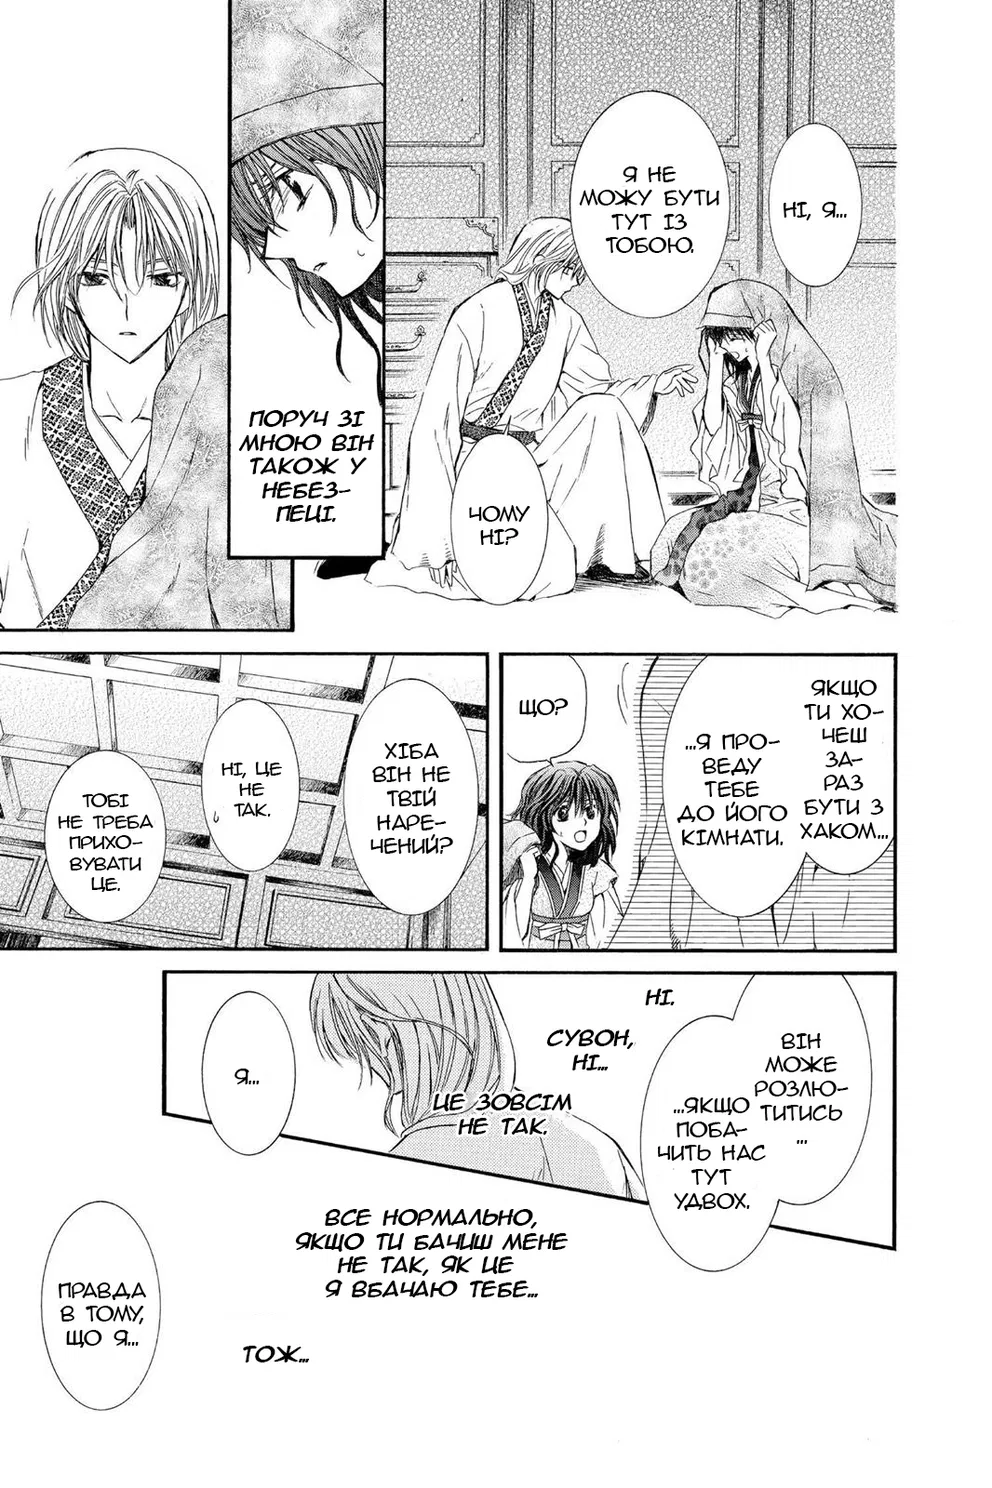 НІ, Я...
Я НЕ
МОЖУ БУТИ
ТУТ ІЗ
ТОБОЮ.
ЧОМУ
НІ?
ПОРУЧ ЗІ
МНОЮ ВІН
ТАКОЖ У
НЕБЕЗ-
ПЕЦІ.
ЯКЩО
ТИ ХО-
ЧЕШ
ЗА-
РАЗ
БУТИ З
ХАКОМ...
...Я ПРО-
ВЕДУ
ТЕБЕ
ДО ЙОГО
КІМНАТИ.
ЩО?
ХІБА
ВІН НЕ
ТВІЙ
НАРЕ-
ЧЕНИЙ?
НІ, ЦЕ
НЕ
ТАК.
ТОБІ
НЕ ТРЕБА
ПРИХО-
ВУВАТИ
ЦЕ.
ВІН
МОЖЕ
РОЗЛЮ-
ТИТИСЬ
...
...ЯКЩО
ПОБА-
ЧИТЬ НАС
ТУТ
УДВОХ.
НІ.
СУВОН,
НІ...
ЦЕ ЗОВСІМ
НЕ ТАК.
Я...
ВСЕ НОРМАЛЬНО,
ЯКЩО ТИ БАЧИШ МЕНЕ
НЕ ТАК, ЯК ЦЕ
Я ВБАЧАЮ ТЕБЕ...
ТОЖ...
ПРАВДА
В ТОМУ,
ЩО Я...